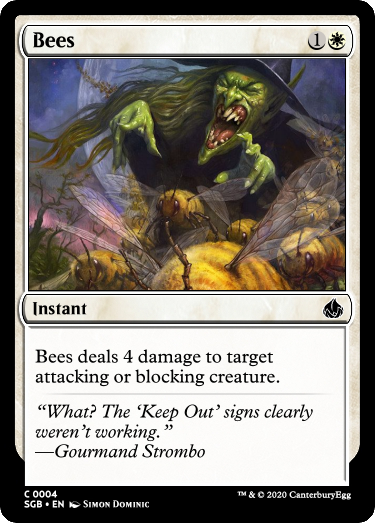 Bees 1
Instant
Bees deals 4 damage to target
attacking or blocking creature.
“What? The ‘Keep Out’ signs clearly
weren’t working.”
—Gourmand Strombo
C 0004
SGB • EN Simon Dominic
™ & © 2020 CanterburyEgg